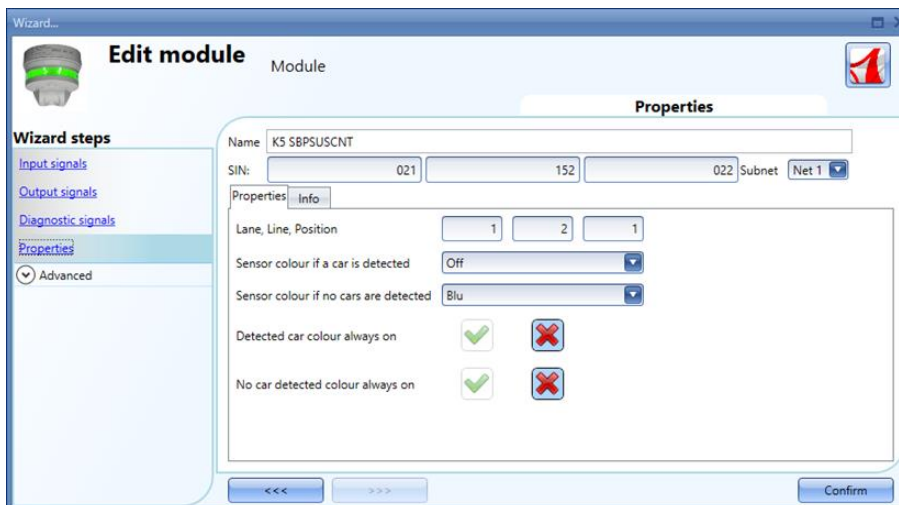 Wizard...
Edit module
Module
Properties
Wizard steps
Input signals
Output signals
Diagnostic signals
Properties
Advanced
Name K5 SBPSUSCNT
SIN: 021 152 022 Subnet Net 1
Properties Info
Lane, Line, Position 1 2 1
Sensor colour if a car is detected Off
Sensor colour if no cars are detected Blu
Detected car colour always on
No car detected colour always on
<<< >>> Confirm